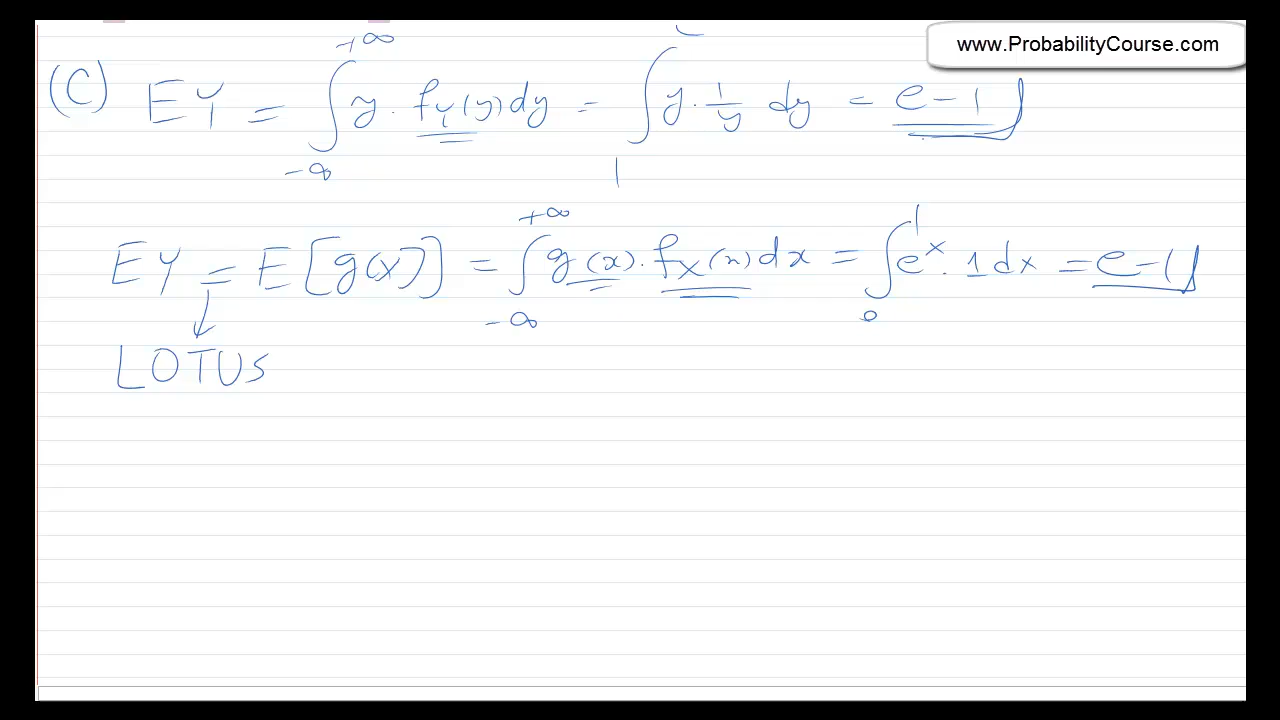 www.ProbabilityCourse.com
(C) EY = ∫_{-∞}^{+∞} y · f_Y(y) dy = ∫_1 y · 1/y dy = e - 1
EY = E[g(X)] = ∫_{-∞}^{+∞} g(x) · f_X(x) dx = ∫_0^1 e^x · 1 dx = e - 1
LOTUS